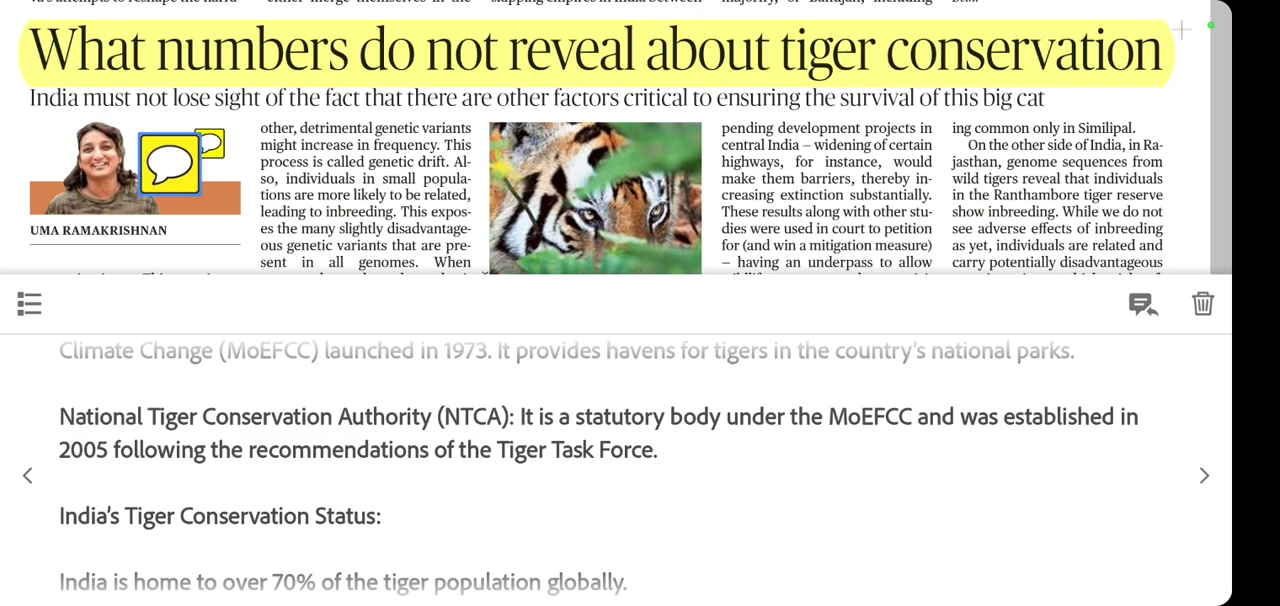 What numbers do not reveal about tiger conservation
India must not lose sight of the fact that there are other factors critical to ensuring the survival of this big cat
UMA RAMAKRISHNAN
other, detrimental genetic variants
might increase in frequency. This
process is called genetic drift. Al-
so, individuals in small popula-
tions are more likely to be related,
leading to inbreeding. This expos-
es the many slightly disadvantage-
ous genetic variants that are pre-
sent in all genomes. When
pending development projects in
central India – widening of certain
highways, for instance, would
make them barriers, thereby in-
creasing extinction substantially.
These results along with other stu-
dies were used in court to petition
for (and win a mitigation measure)
– having an underpass to allow
ing common only in Similipal.
On the other side of India, in Ra-
jasthan, genome sequences from
wild tigers reveal that individuals
in the Ranthambore tiger reserve
show inbreeding. While we do not
see adverse effects of inbreeding
as yet, individuals are related and
carry potentially disadvantageous
Climate Change (MoEFCC) launched in 1973. It provides havens for tigers in the country's national parks.
National Tiger Conservation Authority (NTCA): It is a statutory body under the MoEFCC and was established in
2005 following the recommendations of the Tiger Task Force.
India's Tiger Conservation Status:
India is home to over 70% of the tiger population globally.